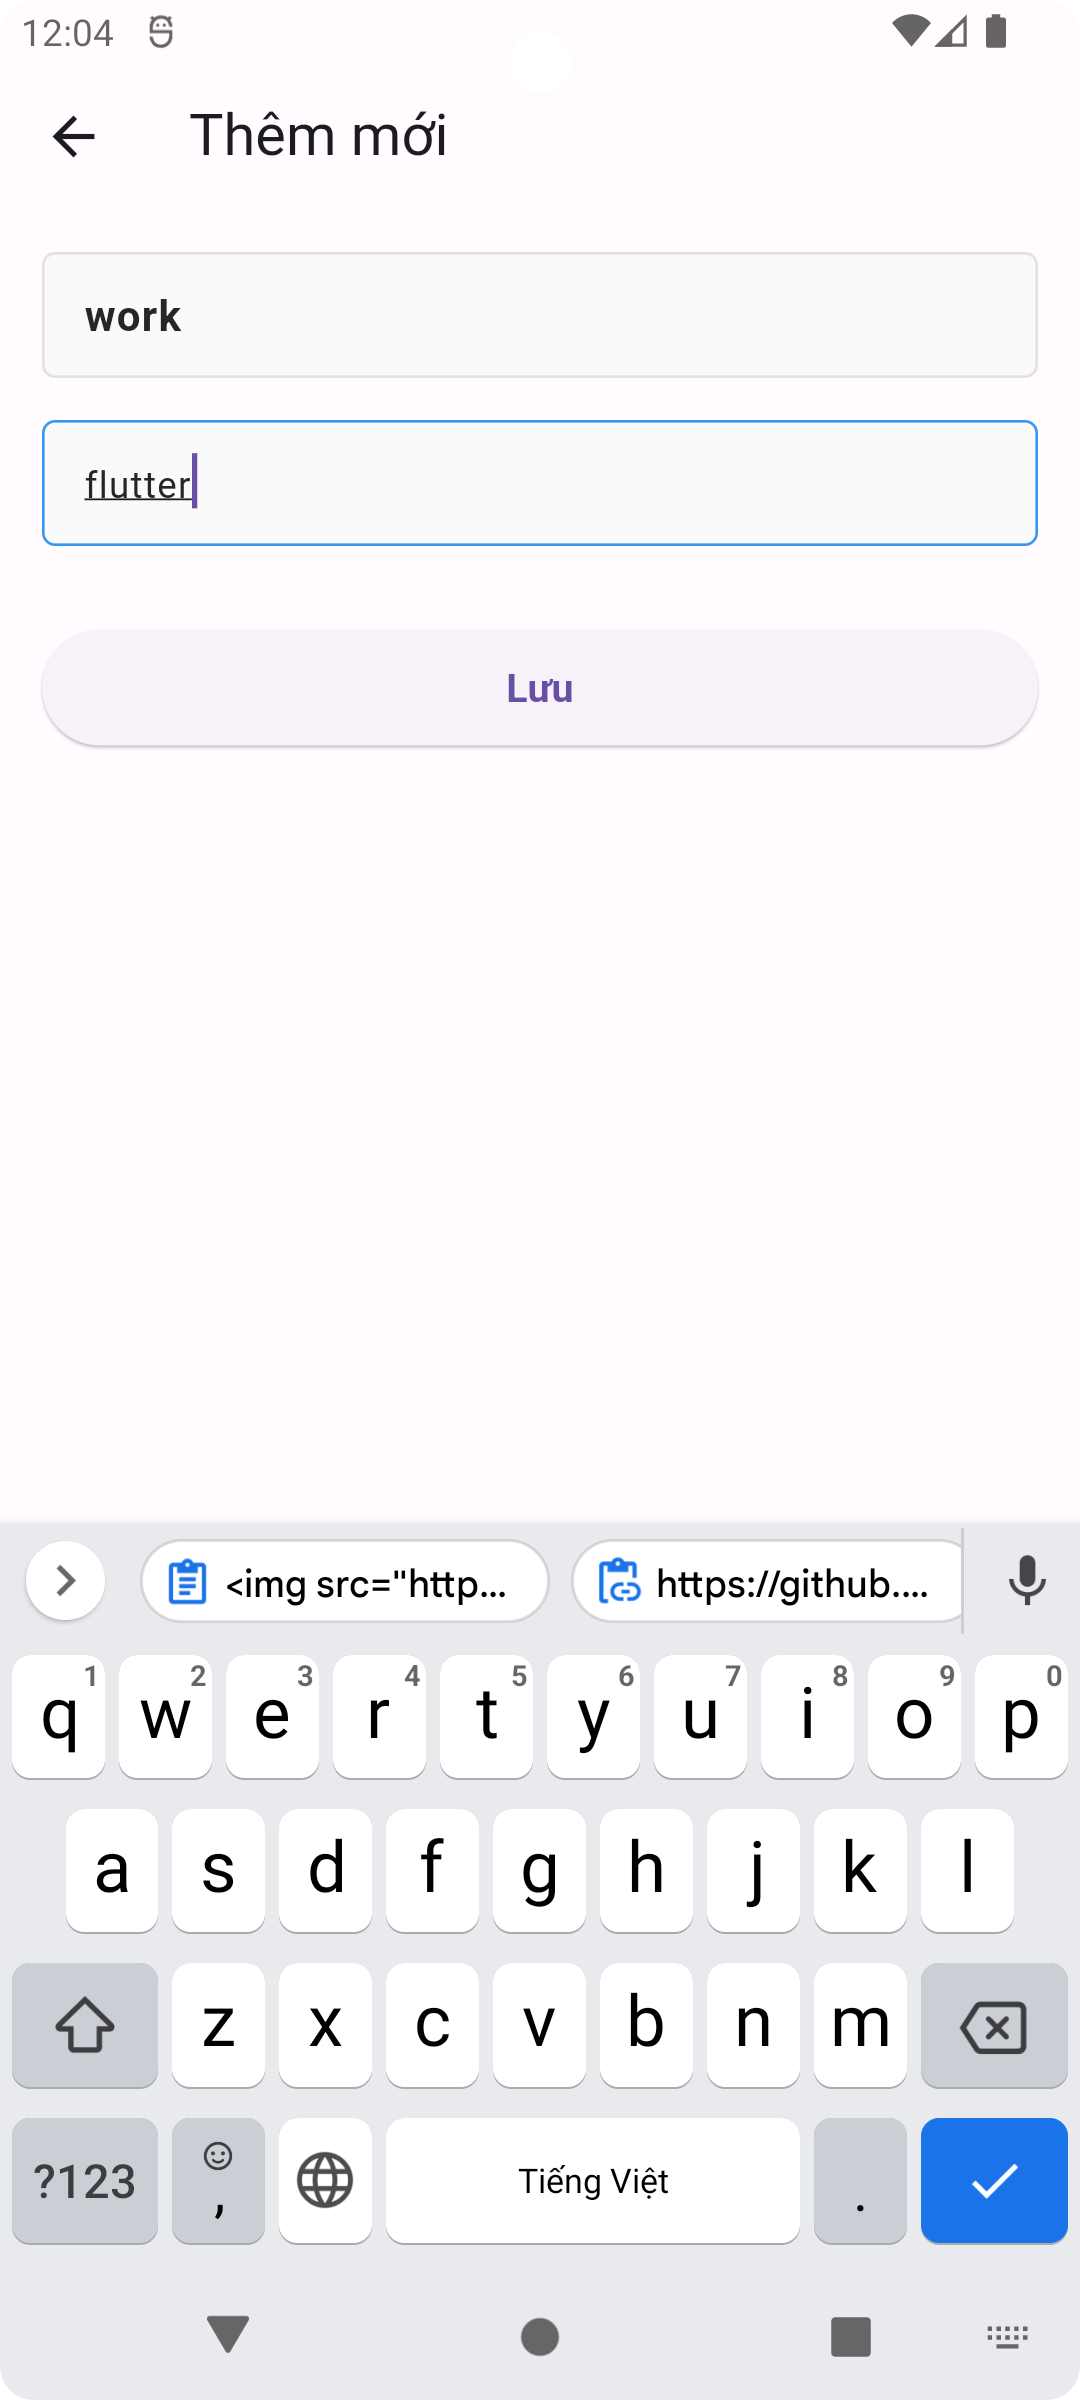 12:04
Thêm mới
work
flutter
Lưu
<img src="http...
https://github....
1 2 3 4 5 6 7 8 9 0
q w e r t y u i o p
a s d f g h j k l
z x c v b n m
?123 , Tiếng Việt .